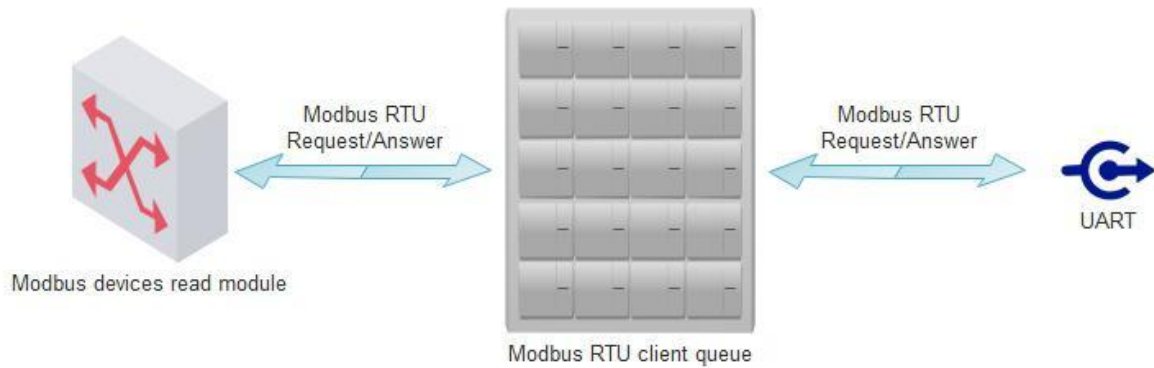 Modbus RTU
Request/Answer
Modbus RTU
Request/Answer
UART
Modbus devices read module
Modbus RTU client queue